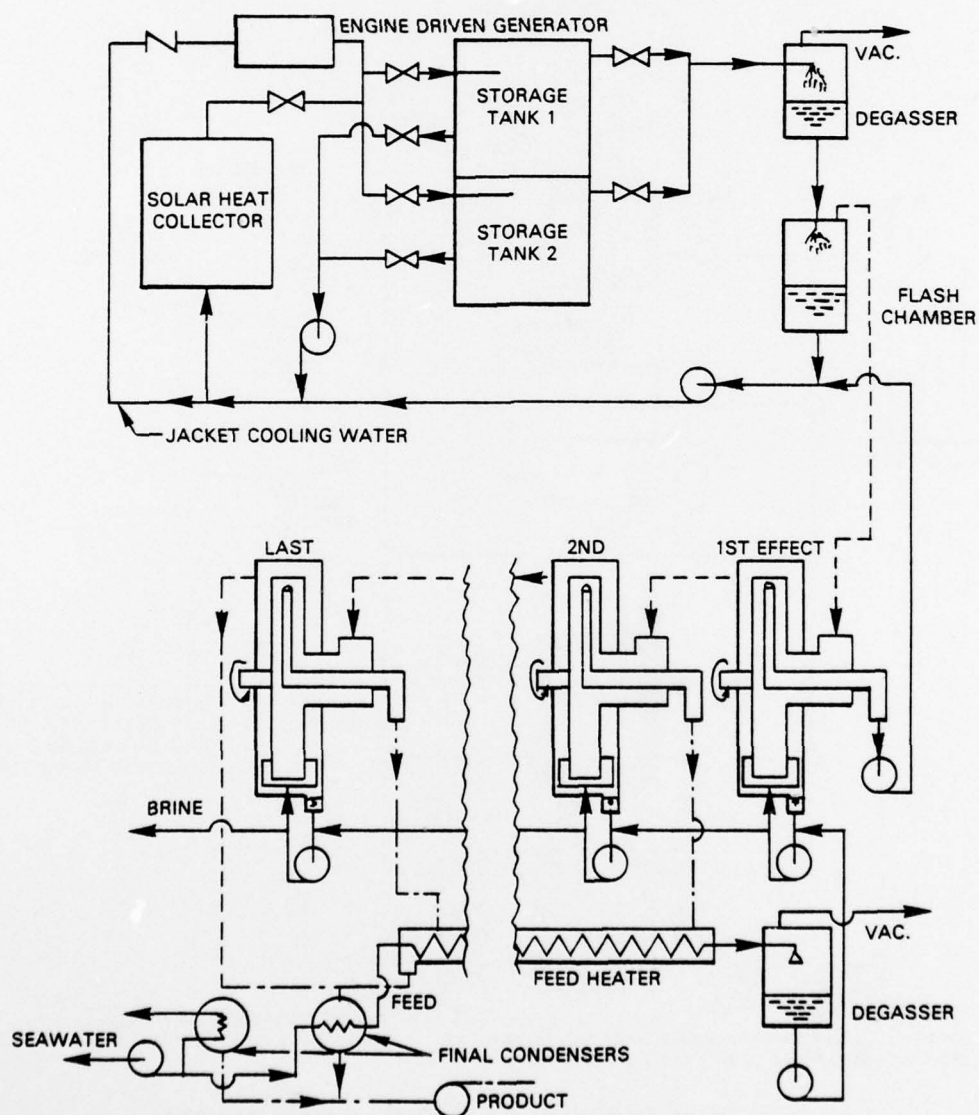 ENGINE DRIVEN GENERATOR
VAC.
STORAGE
TANK 1
DEGASSER
SOLAR HEAT
COLLECTOR
STORAGE
TANK 2
FLASH
CHAMBER
JACKET COOLING WATER
LAST
2ND
1ST EFFECT
BRINE
VAC.
FEED HEATER
FEED
DEGASSER
SEAWATER
FINAL CONDENSERS
PRODUCT